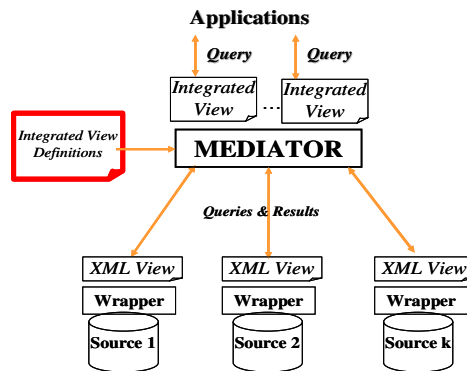 Applications
Query Query
Integrated View ... Integrated View
Integrated View Definitions
MEDIATOR
Queries & Results
XML View XML View XML View
Wrapper Wrapper Wrapper
Source 1 Source 2 Source k